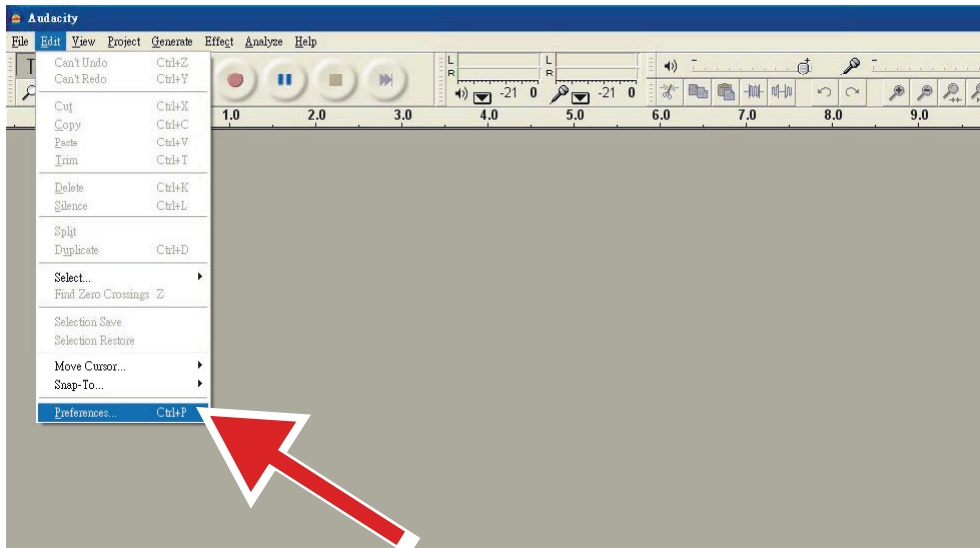 Audacity
File Edit View Project Generate Effect Analyze Help
Can't Undo Ctrl+Z
Can't Redo Ctrl+Y
Cut Ctrl+X
Copy Ctrl+C
Paste Ctrl+V
Trim Ctrl+T
Delete Ctrl+K
Silence Ctrl+L
Split
Duplicate Ctrl+D
Select...
Find Zero Crossings Z
Selection Save
Selection Restore
Move Cursor...
Snap-To...
Preferences... Ctrl+P
L L
R R
-21 0 -21 0
1.0 2.0 3.0 4.0 5.0 6.0 7.0 8.0 9.0